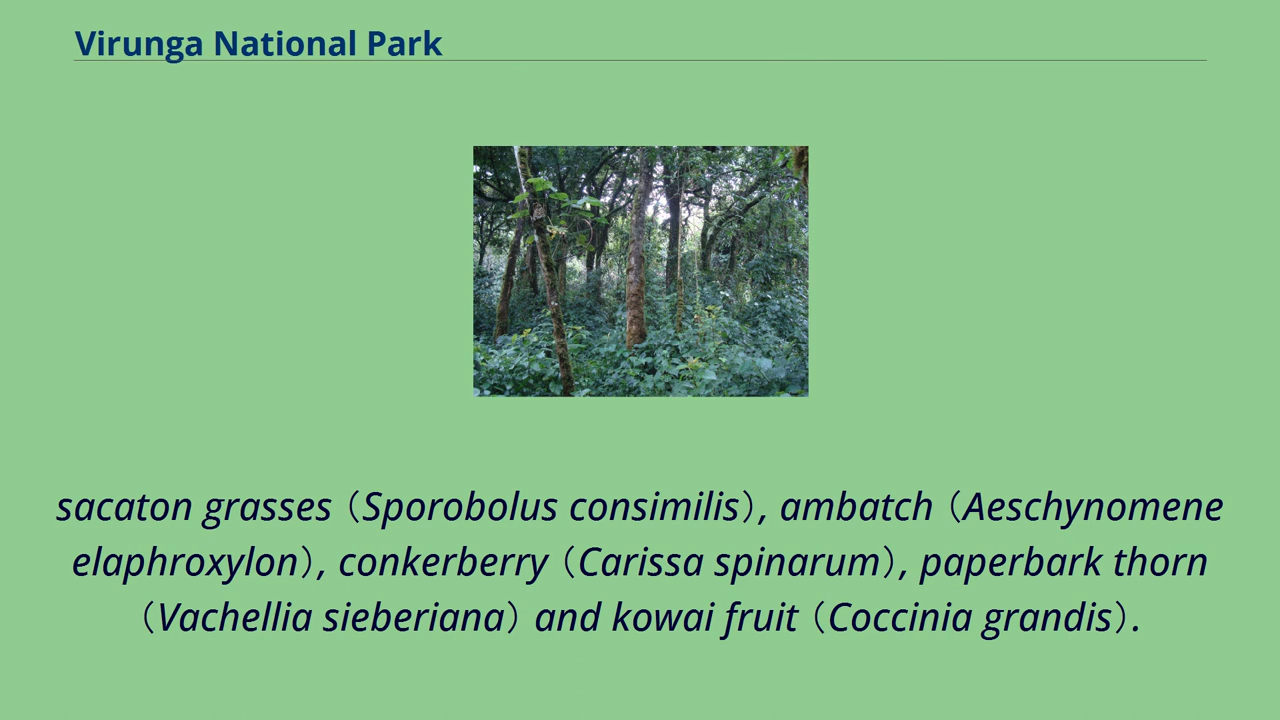 Virunga National Park
sacaton grasses（Sporobolus consimilis）, ambatch（Aeschynomene
elaphroxylon）, conkerberry（Carissa spinarum）, paperbark thorn
（Vachellia sieberiana）and kowai fruit（Coccinia grandis）.